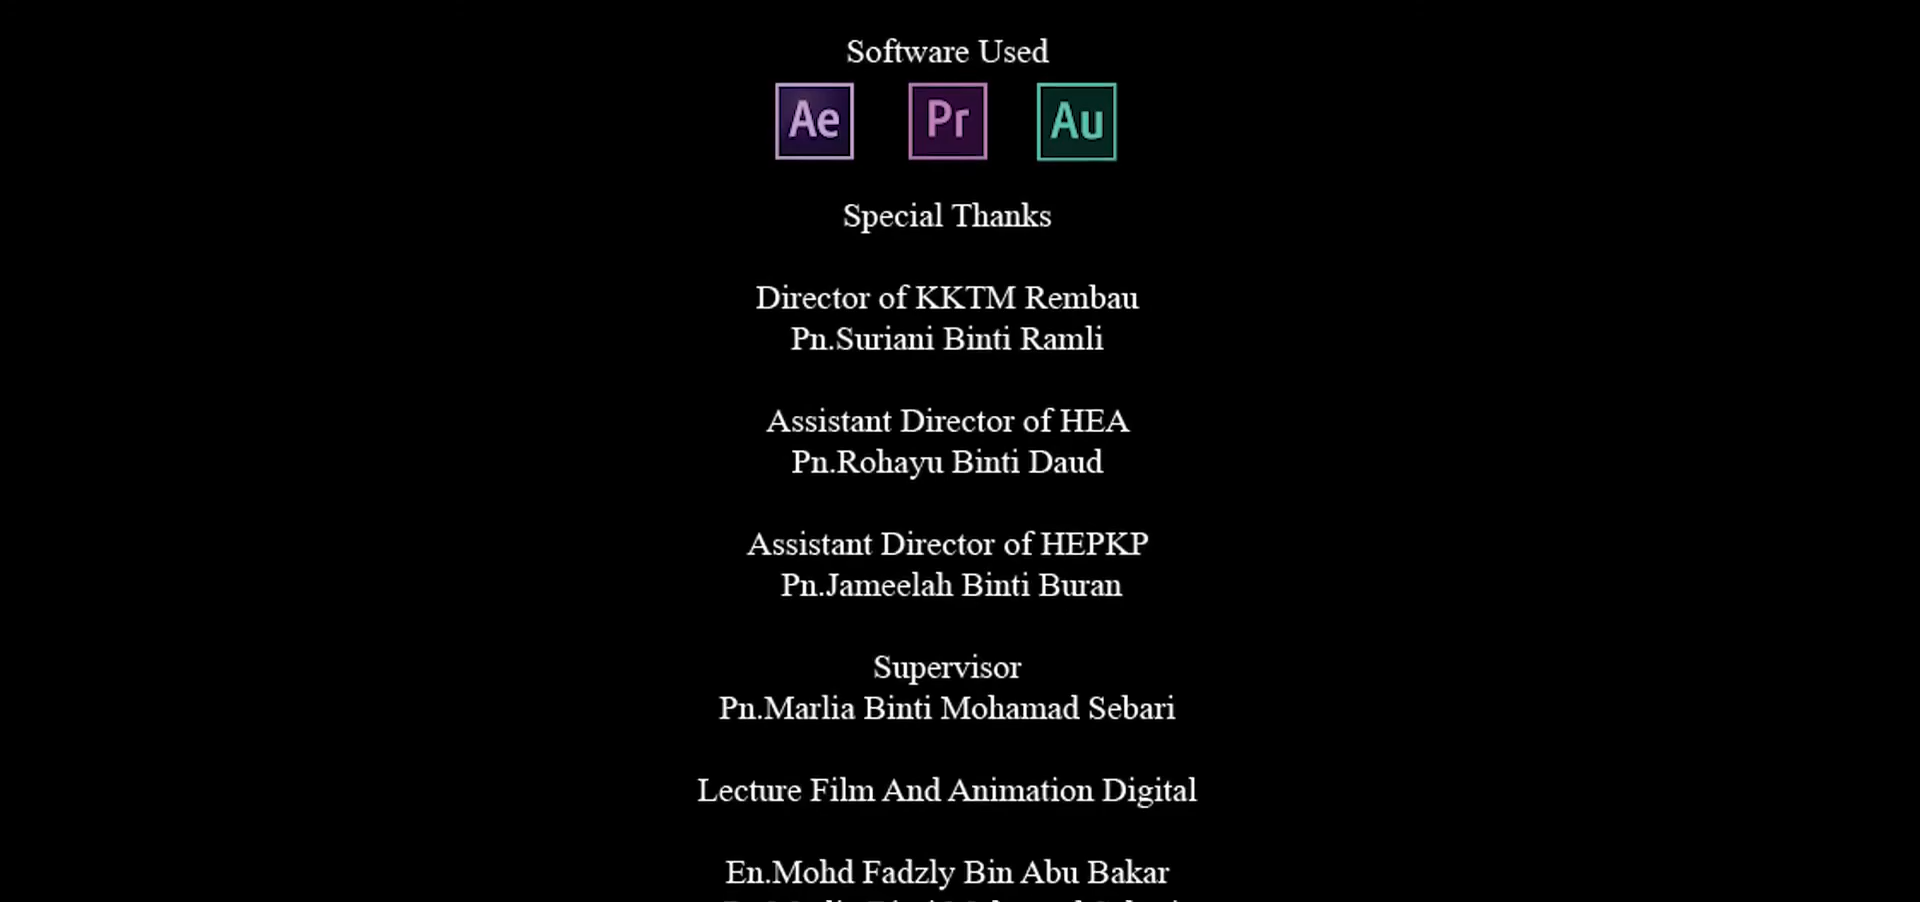 Software Used
Ae Pr Au
Special Thanks
Director of KKTM Rembau
Pn.Suriani Binti Ramli
Assistant Director of HEA
Pn.Rohayu Binti Daud
Assistant Director of HEPKP
Pn.Jameelah Binti Buran
Supervisor
Pn.Marlia Binti Mohamad Sebari
Lecture Film And Animation Digital
En.Mohd Fadzly Bin Abu Bakar